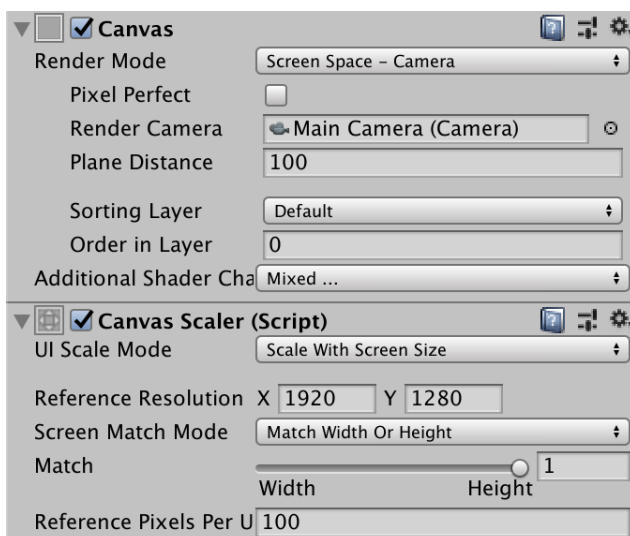 Canvas
Render Mode Screen Space - Camera
Pixel Perfect
Render Camera Main Camera (Camera)
Plane Distance 100
Sorting Layer Default
Order in Layer 0
Additional Shader Cha Mixed ...
Canvas Scaler (Script)
UI Scale Mode Scale With Screen Size
Reference Resolution X 1920 Y 1280
Screen Match Mode Match Width Or Height
Match 1
Width Height
Reference Pixels Per U 100